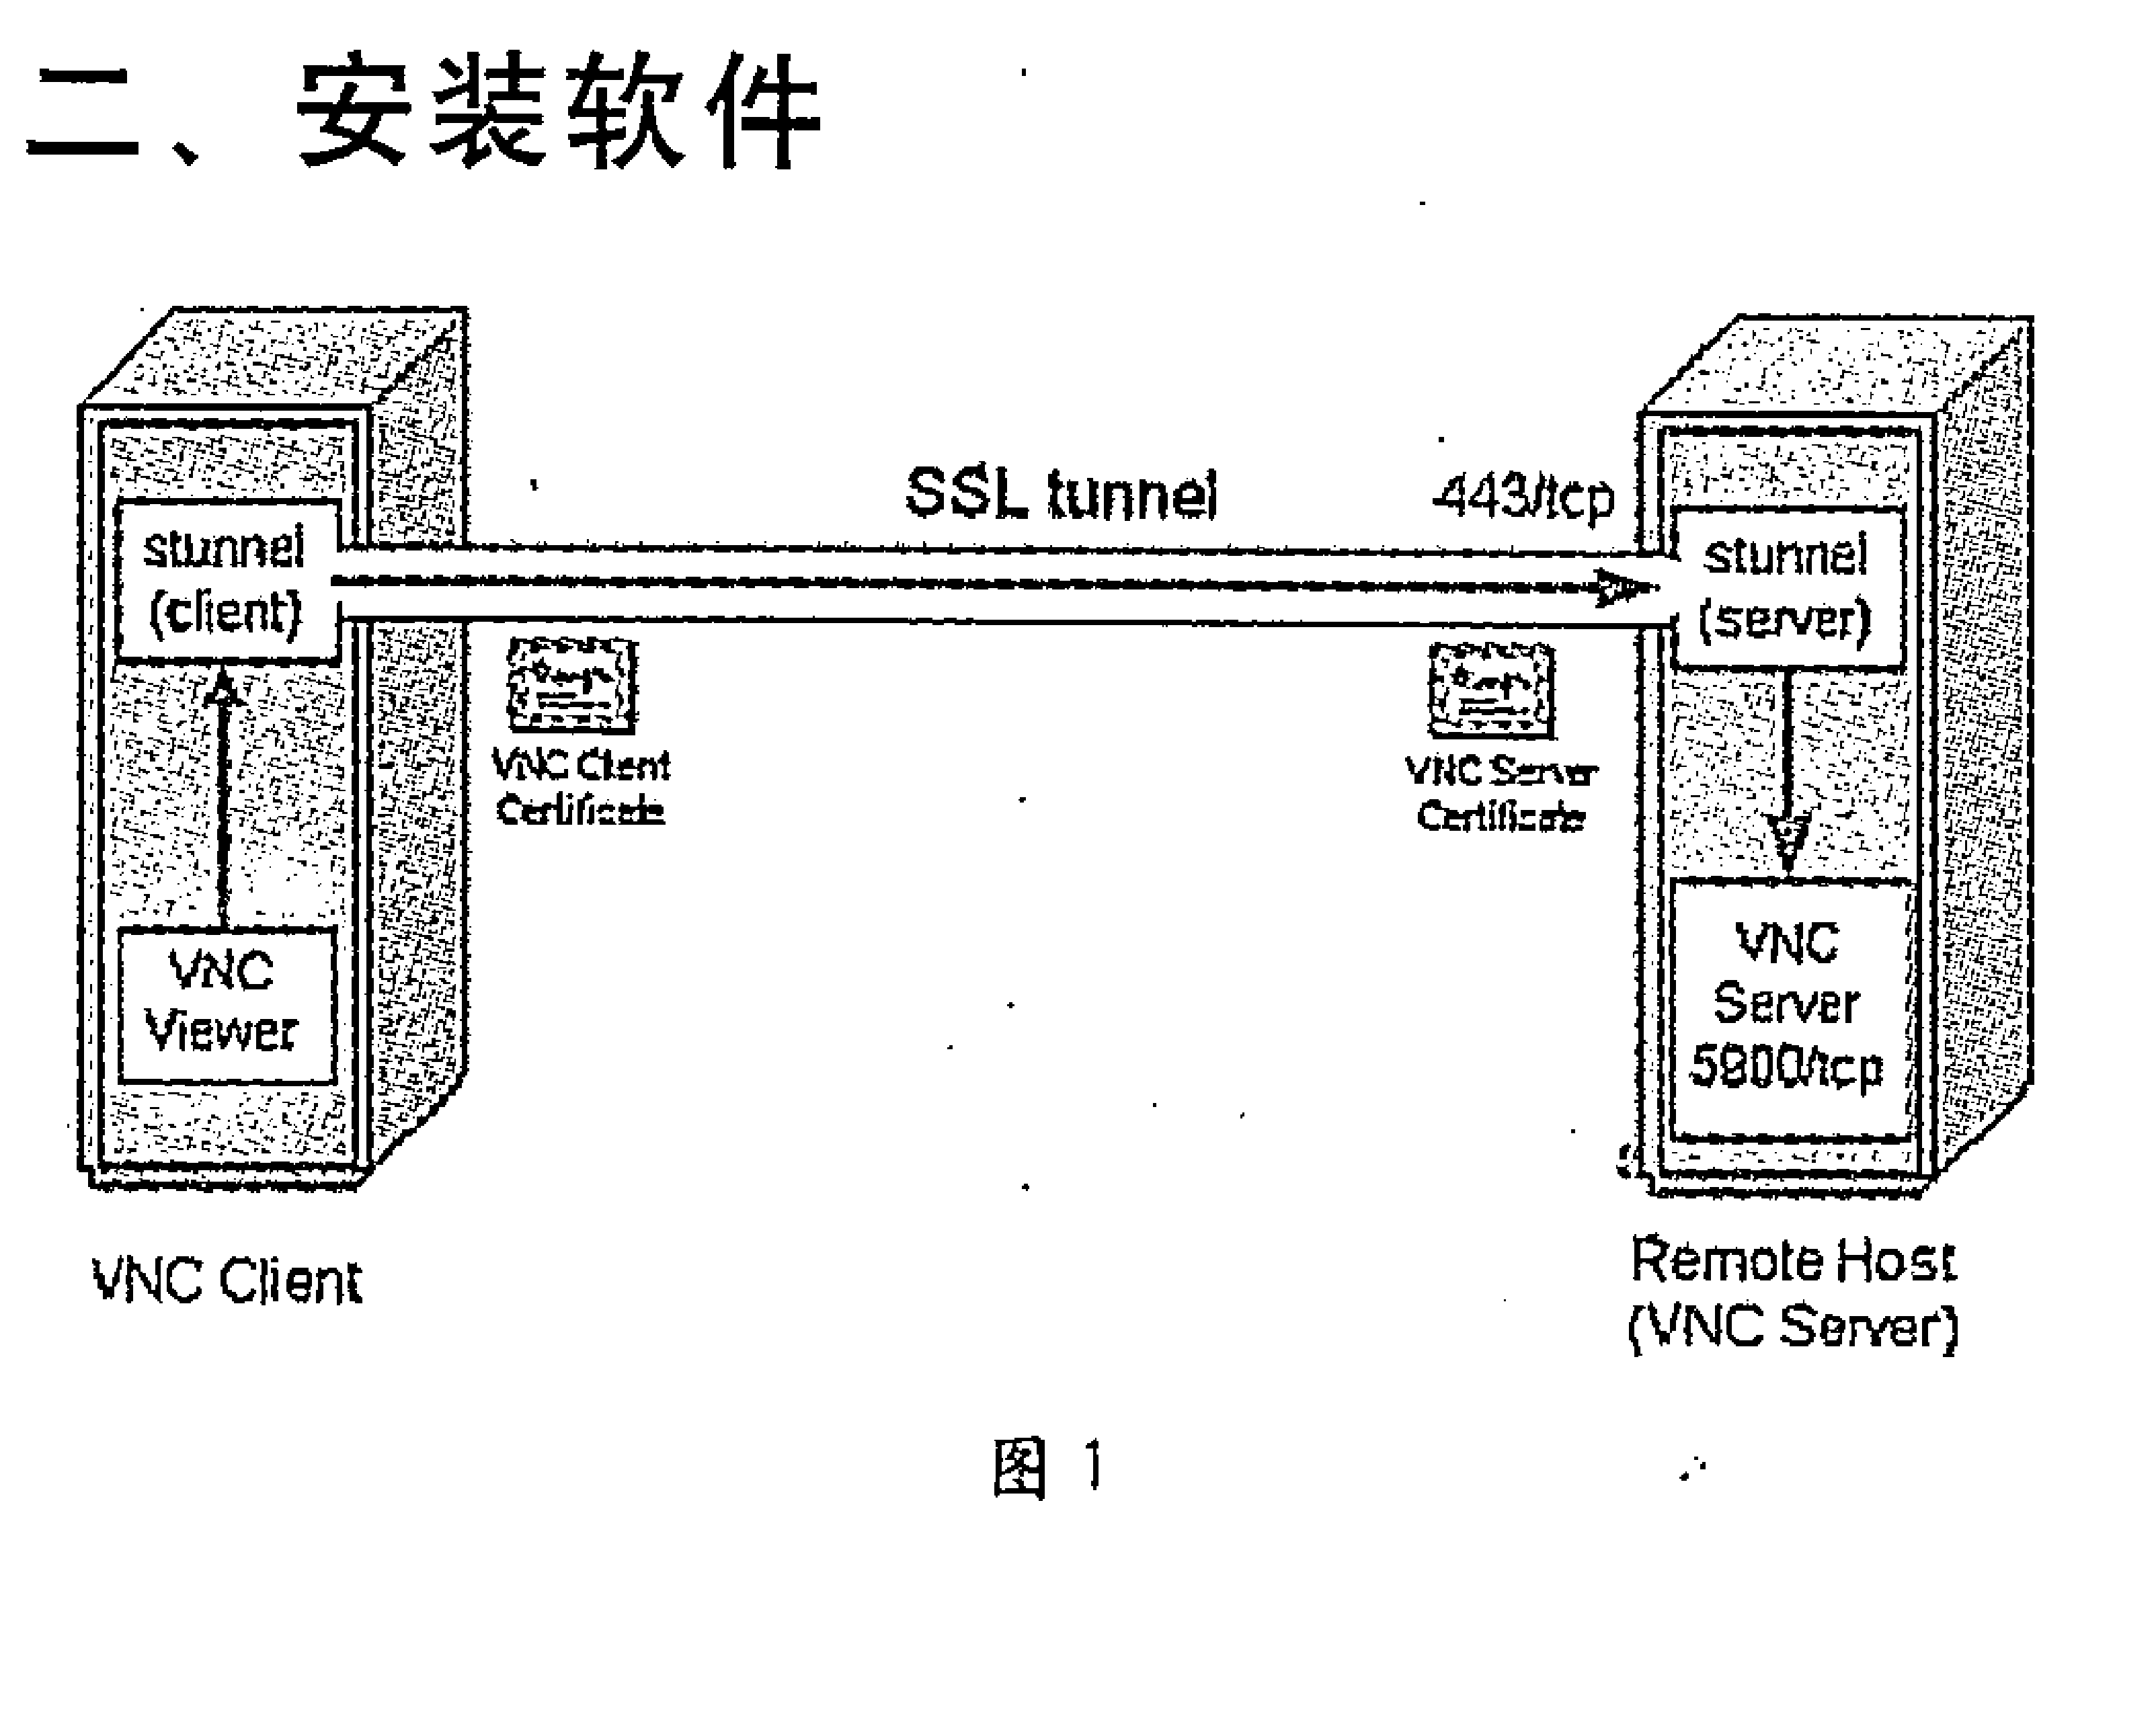 二、安装软件
SSL tunnel
443/tcp
stunnel
(client)
stunnel
(server)
VNC Client
Certificate
VNC Server
Certificate
VNC
Viewer
VNC
Server
5900/tcp
VNC Client
Remote Host
(VNC Server)
图 1